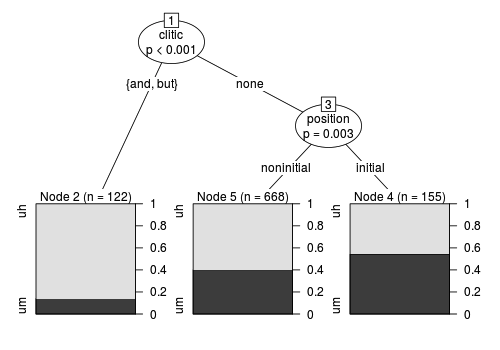 1
clitic
p < 0.001
{and, but}
none
3
position
p = 0.003
noninitial
initial
Node 2 (n = 122)
Node 5 (n = 668)
Node 4 (n = 155)
uh
um
1
0.8
0.6
0.4
0.2
0
uh
um
1
0.8
0.6
0.4
0.2
0
uh
um
1
0.8
0.6
0.4
0.2
0